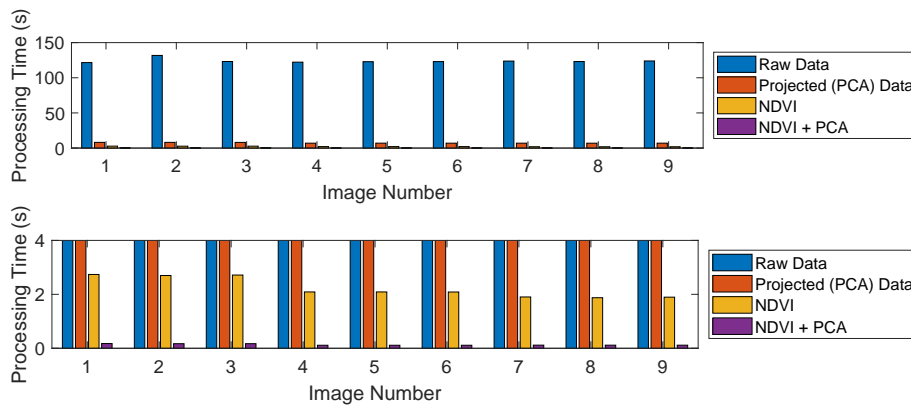 Processing Time (s)
150
100
50
0
1 2 3 4 5 6 7 8 9
Image Number
Raw Data
Projected (PCA) Data
NDVI
NDVI + PCA
Processing Time (s)
4
2
0
1 2 3 4 5 6 7 8 9
Image Number
Raw Data
Projected (PCA) Data
NDVI
NDVI + PCA